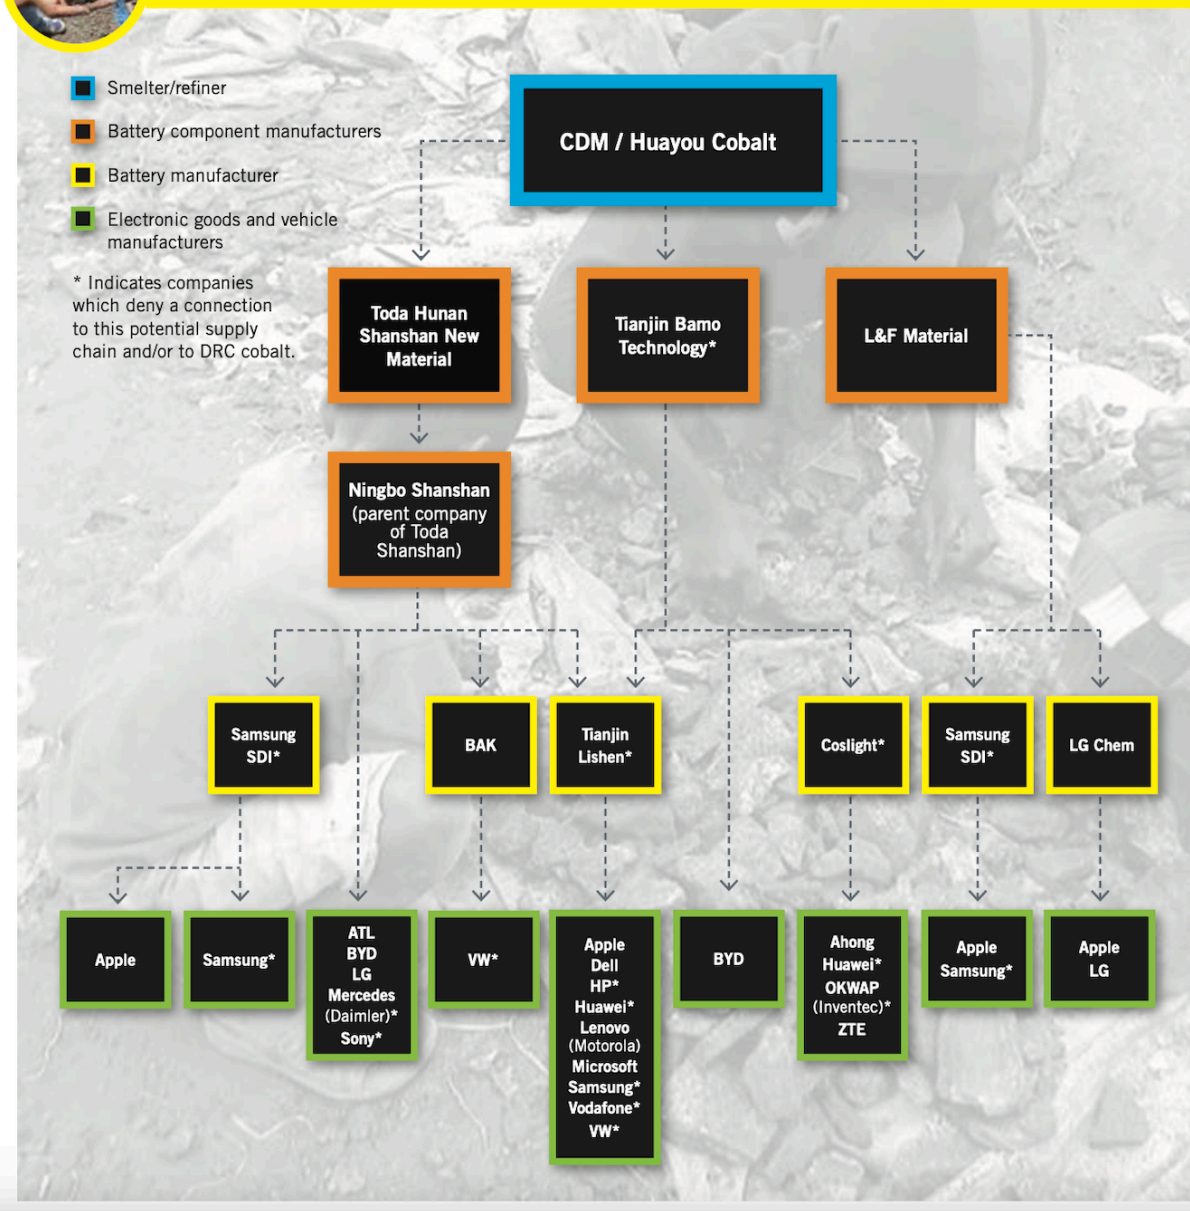 Smelter/refiner
Battery component manufacturers
Battery manufacturer
Electronic goods and vehicle
manufacturers
* Indicates companies
which deny a connection
to this potential supply
chain and/or to DRC cobalt.
CDM / Huayou Cobalt
Toda Hunan
Shanshan New
Material
Tianjin Bamo
Technology*
L&F Material
Ningbo Shanshan
(parent company
of Toda
Shanshan)
Samsung
SDI*
BAK
Tianjin
Lishen*
Coslight*
Samsung
SDI*
LG Chem
Apple
Samsung*
ATL
BYD
LG
Mercedes
(Daimler)*
Sony*
VW*
Apple
Dell
HP*
Huawei*
Lenovo
(Motorola)
Microsoft
Samsung*
Vodafone*
VW*
BYD
Ahong
Huawei*
OKWAP
(Inventec)*
ZTE
Apple
Samsung*
Apple
LG